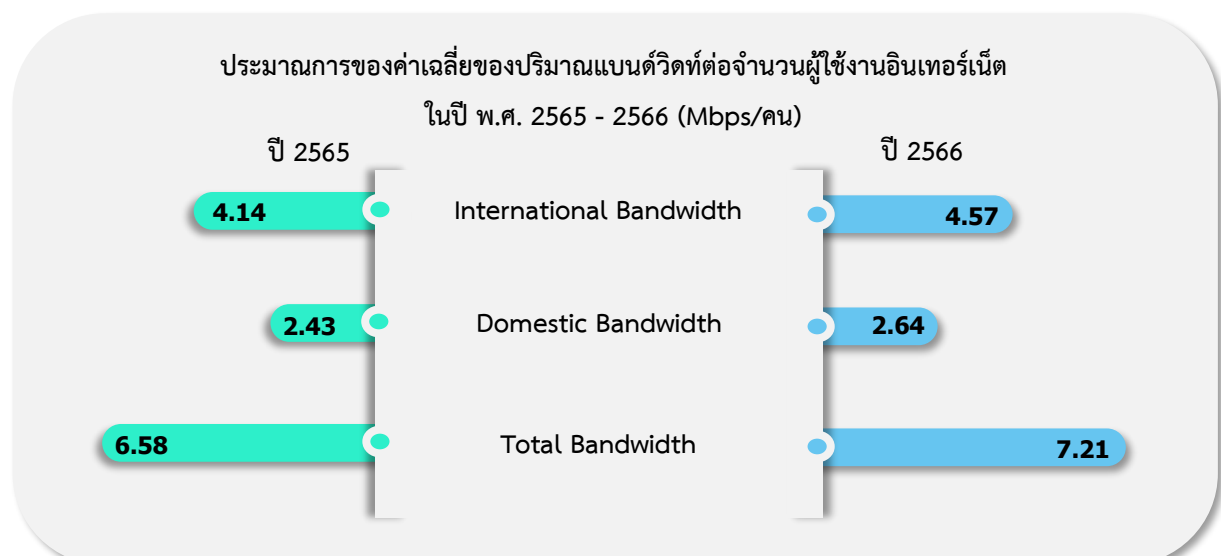 ประมาณการของค่าเฉลี่ยของปริมาณแบนด์วิดท์ต่อจำนวนผู้ใช้งานอินเทอร์เน็ต
ในปี พ.ศ. 2565 - 2566 (Mbps/คน)
ปี 2565 ปี 2566
4.14 International Bandwidth 4.57
2.43 Domestic Bandwidth 2.64
6.58 Total Bandwidth 7.21